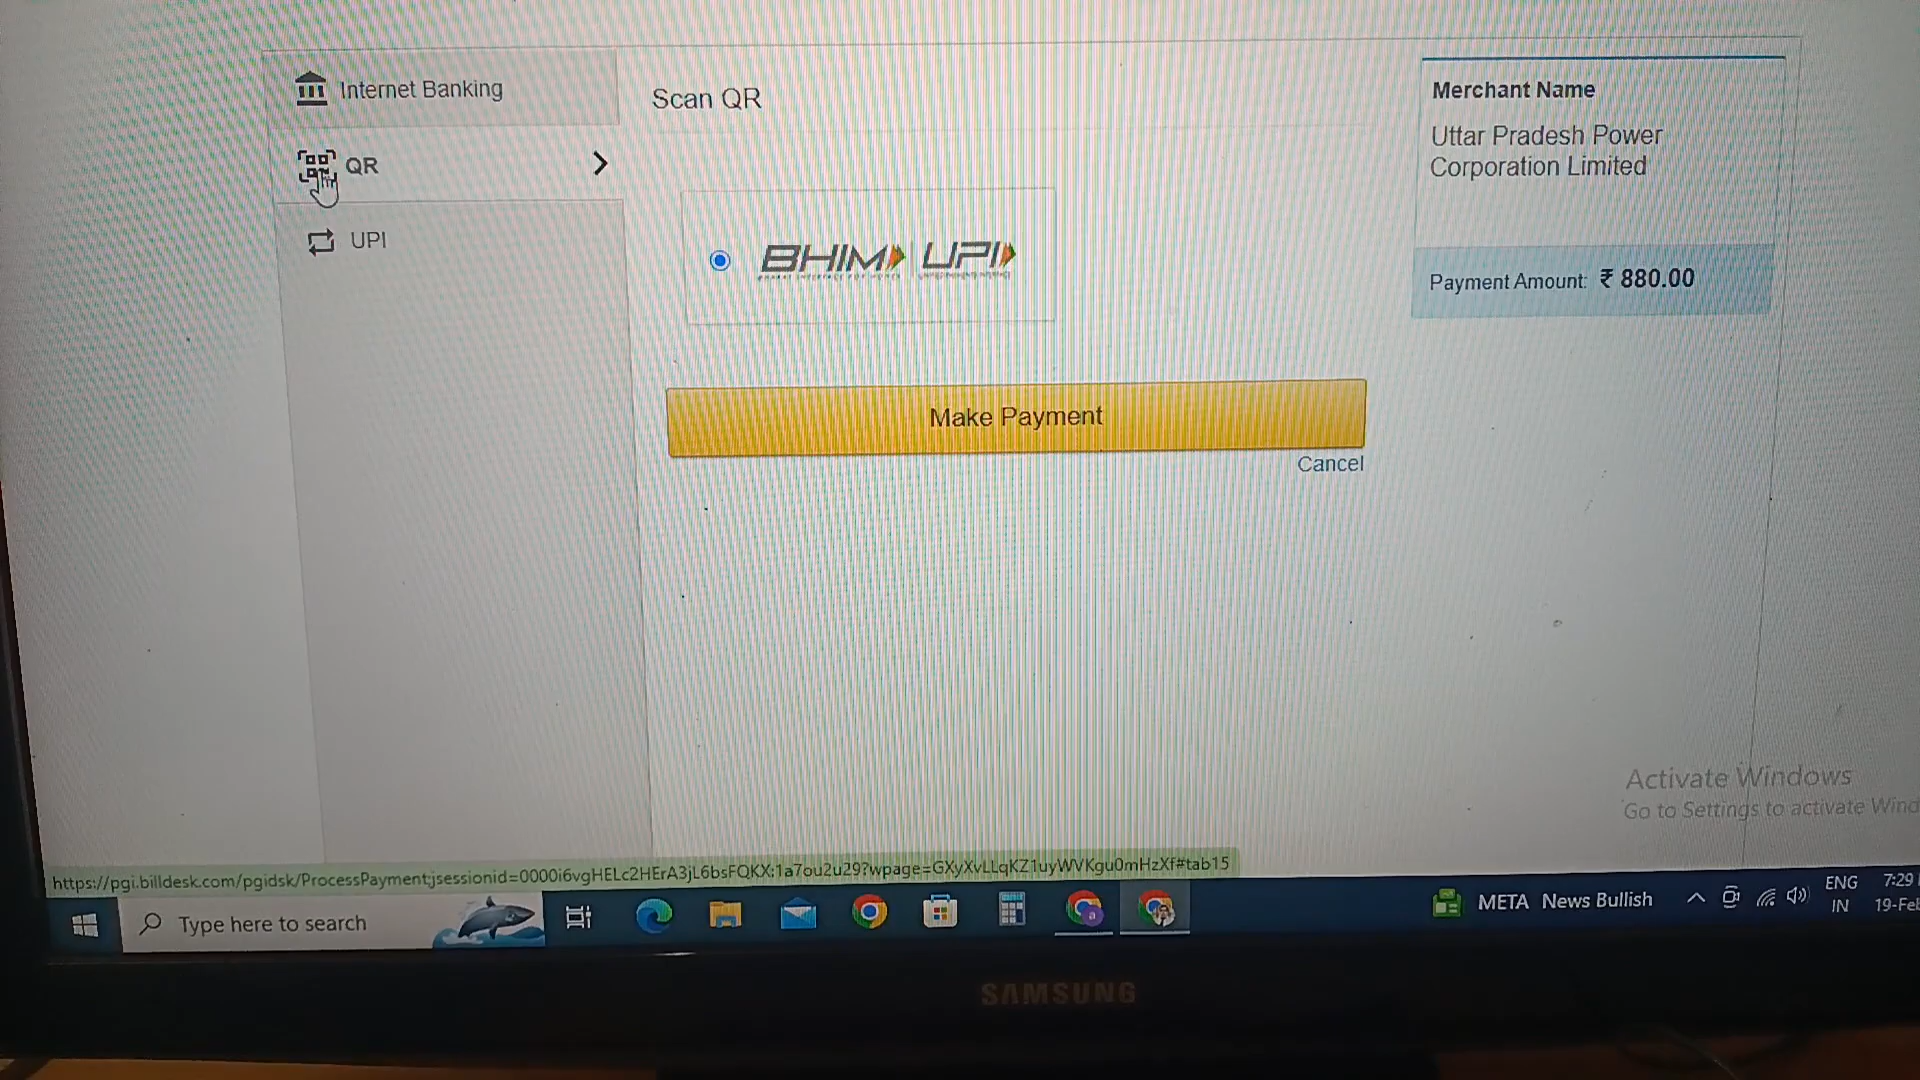 Internet Banking
QR
UPI
Scan QR
BHIM UPI
Make Payment
Cancel
Merchant Name
Uttar Pradesh Power
Corporation Limited
Payment Amount: ₹ 880.00
Activate Windows
Go to Settings to activate Wind
https://pgi.billdesk.com/pgidsk/ProcessPayment;jsessionid=0000i6vgHELc2HErA3jL6bsFQKX:1a7ou2u29?wpage=GXyXvLLqKZ1uyWVKgu0mHzXf#tab15
Type here to search
a
META News Bullish
ENG
IN
7:29
19-Feb
SAMSUNG